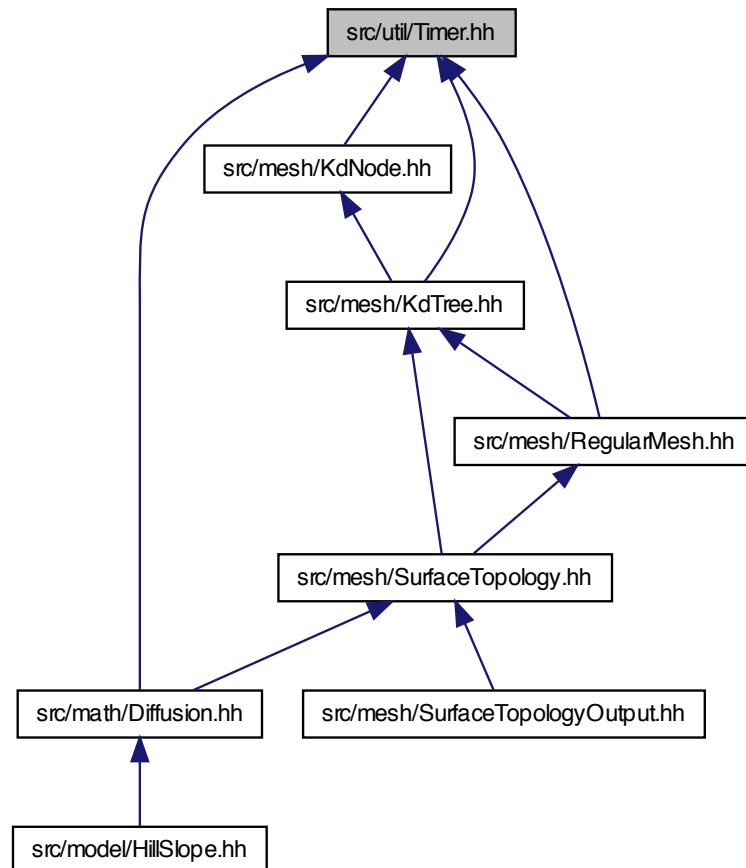 src/util/Timer.hh
src/mesh/KdNode.hh
src/mesh/KdTree.hh
src/mesh/RegularMesh.hh
src/mesh/SurfaceTopology.hh
src/math/Diffusion.hh
src/mesh/SurfaceTopologyOutput.hh
src/model/HillSlope.hh